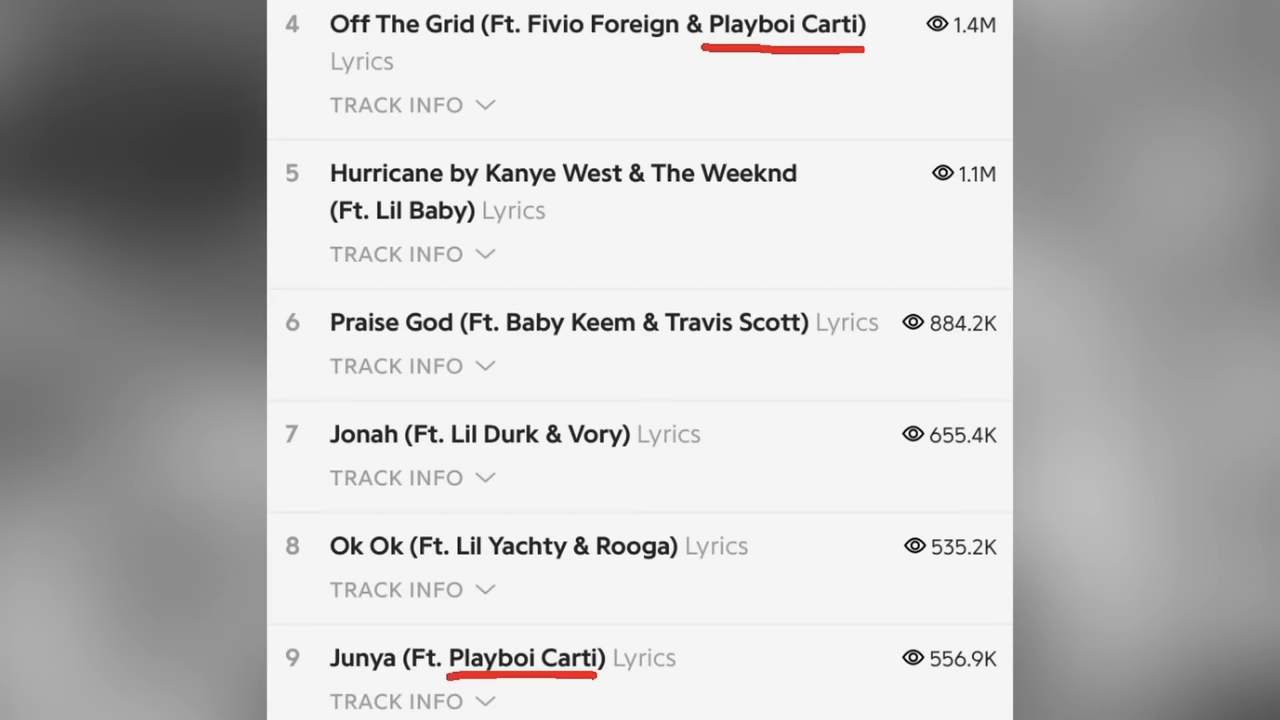 4 Off The Grid (Ft. Fivio Foreign & Playboi Carti) 1.4M
Lyrics
TRACK INFO
5 Hurricane by Kanye West & The Weeknd 1.1M
(Ft. Lil Baby) Lyrics
TRACK INFO
6 Praise God (Ft. Baby Keem & Travis Scott) Lyrics 884.2K
TRACK INFO
7 Jonah (Ft. Lil Durk & Vory) Lyrics 655.4K
TRACK INFO
8 Ok Ok (Ft. Lil Yachty & Rooga) Lyrics 535.2K
TRACK INFO
9 Junya (Ft. Playboi Carti) Lyrics 556.9K
TRACK INFO